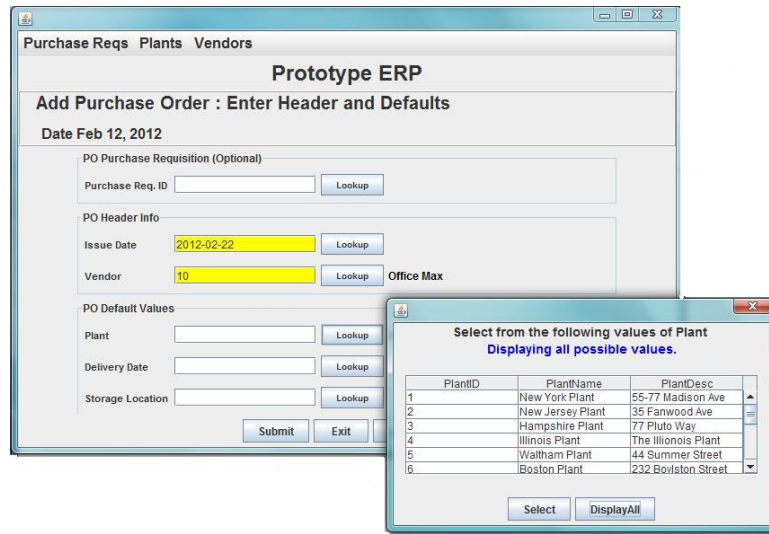 Purchase Reqs Plants Vendors
Prototype ERP
Add Purchase Order : Enter Header and Defaults
Date Feb 12, 2012
PO Purchase Requisition (Optional)
Purchase Req. ID Lookup
PO Header Info
Issue Date 2012-02-22 Lookup
Vendor 10 Lookup Office Max
PO Default Values
Plant Lookup
Delivery Date Lookup
Storage Location Lookup
Submit Exit
Select from the following values of Plant
Displaying all possible values.
PlantID PlantName PlantDesc
1 New York Plant 55-77 Madison Ave
2 New Jersey Plant 35 Fanwood Ave
3 Hampshire Plant 77 Pluto Way
4 Illinois Plant The Illionois Plant
5 Waltham Plant 44 Summer Street
6 Boston Plant 232 Boylston Street
Select DisplayAll